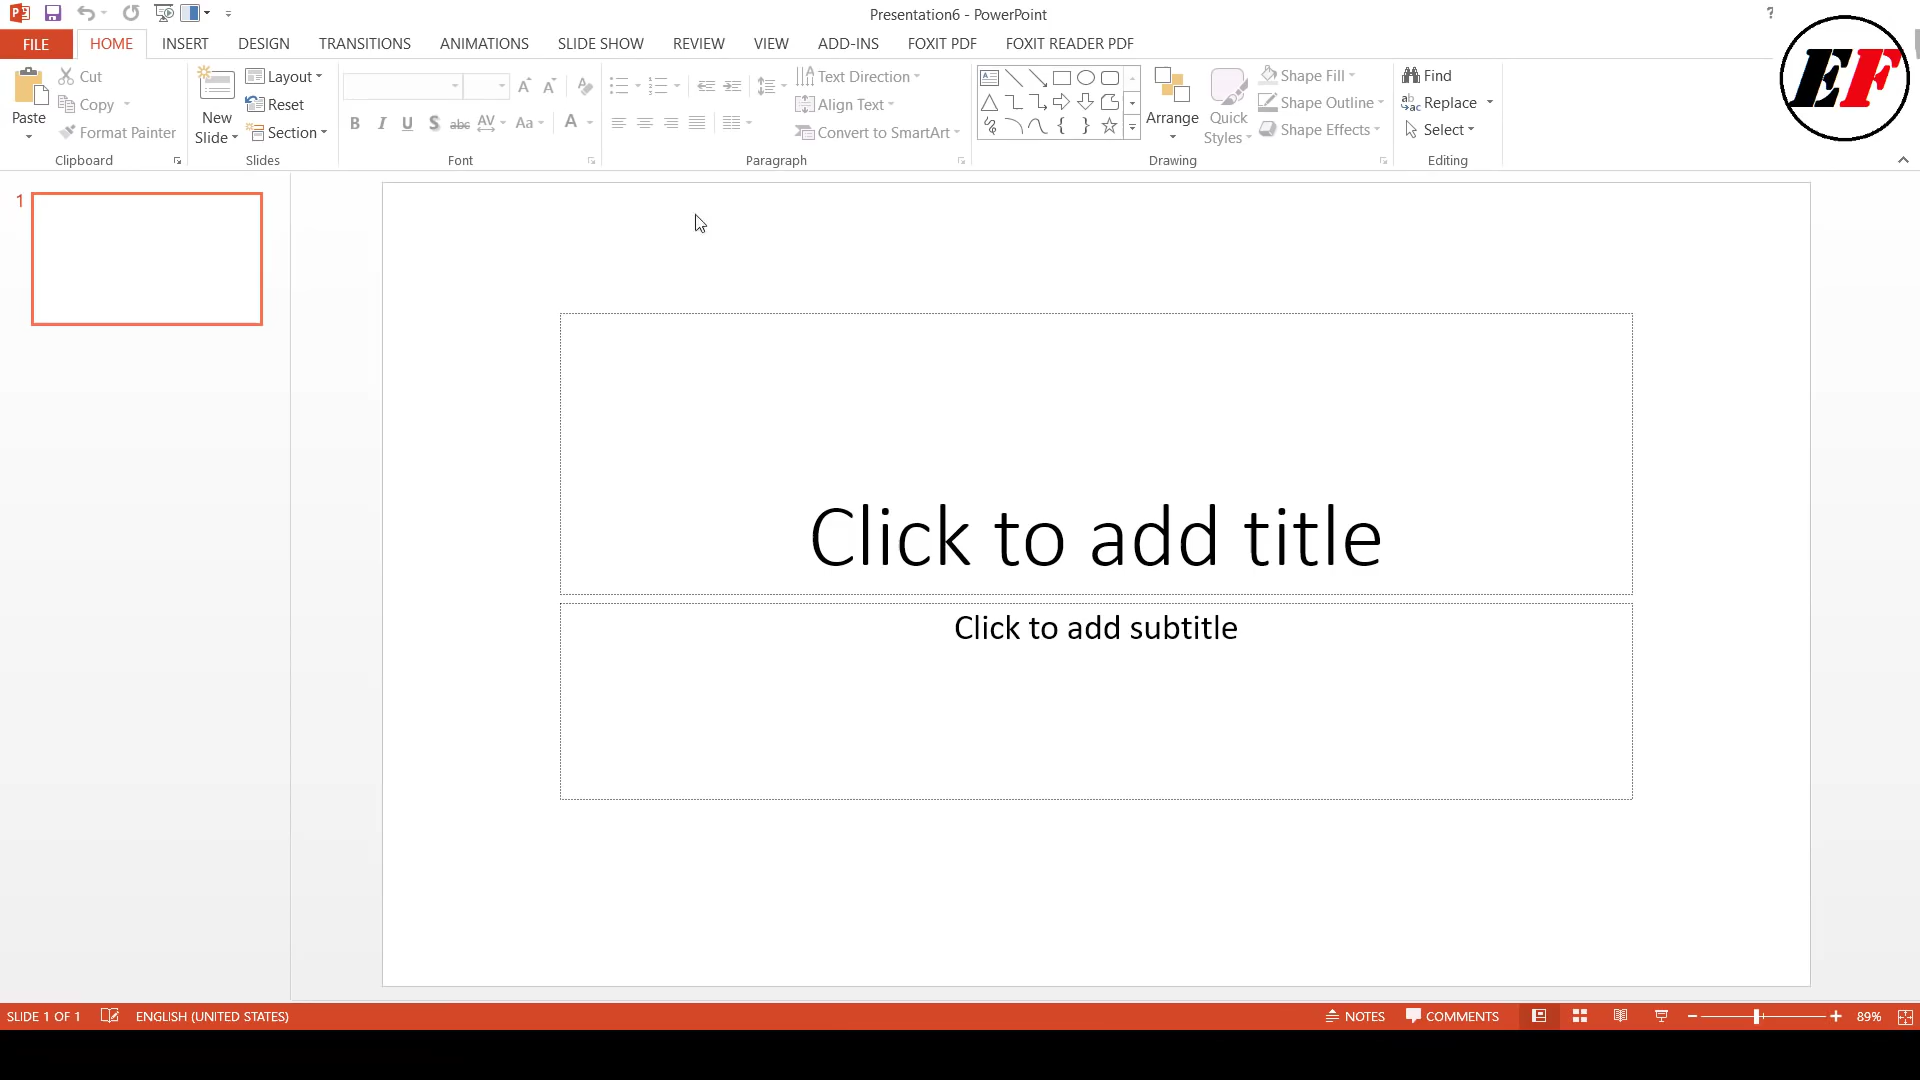 Presentation6 - PowerPoint
?
FILE HOME INSERT DESIGN TRANSITIONS ANIMATIONS SLIDE SHOW REVIEW VIEW ADD-INS FOXIT PDF FOXIT READER PDF
EF
Paste
Cut
Copy
Format Painter
Clipboard
New
Slide
Layout
Reset
Section
Slides
B I U S abc AV Aa A
Font
Text Direction
Align Text
Convert to SmartArt
Paragraph
Arrange
Quick
Styles
Shape Fill
Shape Outline
Shape Effects
Drawing
Find
Replace
Select
Editing
1
Click to add title
Click to add subtitle
SLIDE 1 OF 1 ENGLISH (UNITED STATES) NOTES COMMENTS 89%